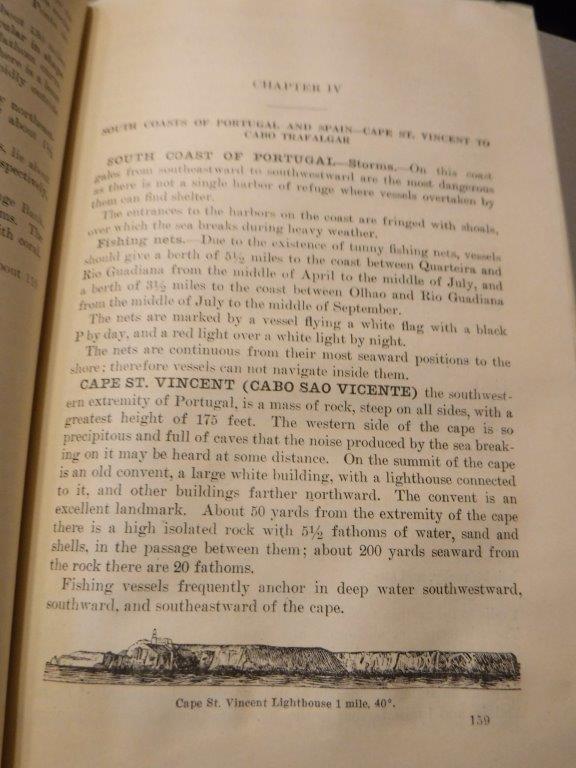 CHAPTER IV
SOUTH COASTS OF PORTUGAL AND SPAIN—CAPE ST. VINCENT TO
CABO TRAFALGAR
SOUTH COAST OF PORTUGAL—Storms.—On this coast
gales from southeastward to southwestward are the most dangerous
as there is not a single harbor of refuge where vessels overtaken by
them can find shelter.
The entrances to the harbors on the coast are fringed with shoals,
over which the sea breaks during heavy weather.
Fishing nets.—Due to the existence of tunny fishing nets, vessels
should give a berth of 5½ miles to the coast between Quarteira and
Rio Guadiana from the middle of April to the middle of July, and
a berth of 3½ miles to the coast between Olhao and Rio Guadiana
from the middle of July to the middle of September.
The nets are marked by a vessel flying a white flag with a black
P by day, and a red light over a white light by night.
The nets are continuous from their most seaward positions to the
shore; therefore vessels can not navigate inside them.
CAPE ST. VINCENT (CABO SAO VICENTE) the southwest-
ern extremity of Portugal, is a mass of rock, steep on all sides, with a
greatest height of 175 feet. The western side of the cape is so
precipitous and full of caves that the noise produced by the sea break-
ing on it may be heard at some distance. On the summit of the cape
is an old convent, a large white building, with a lighthouse connected
to it, and other buildings farther northward. The convent is an
excellent landmark. About 50 yards from the extremity of the cape
there is a high isolated rock with 5½ fathoms of water, sand and
shells, in the passage between them; about 200 yards seaward from
the rock there are 20 fathoms.
Fishing vessels frequently anchor in deep water southwestward,
southward, and southeastward of the cape.
Cape St. Vincent Lighthouse 1 mile, 40°.
159